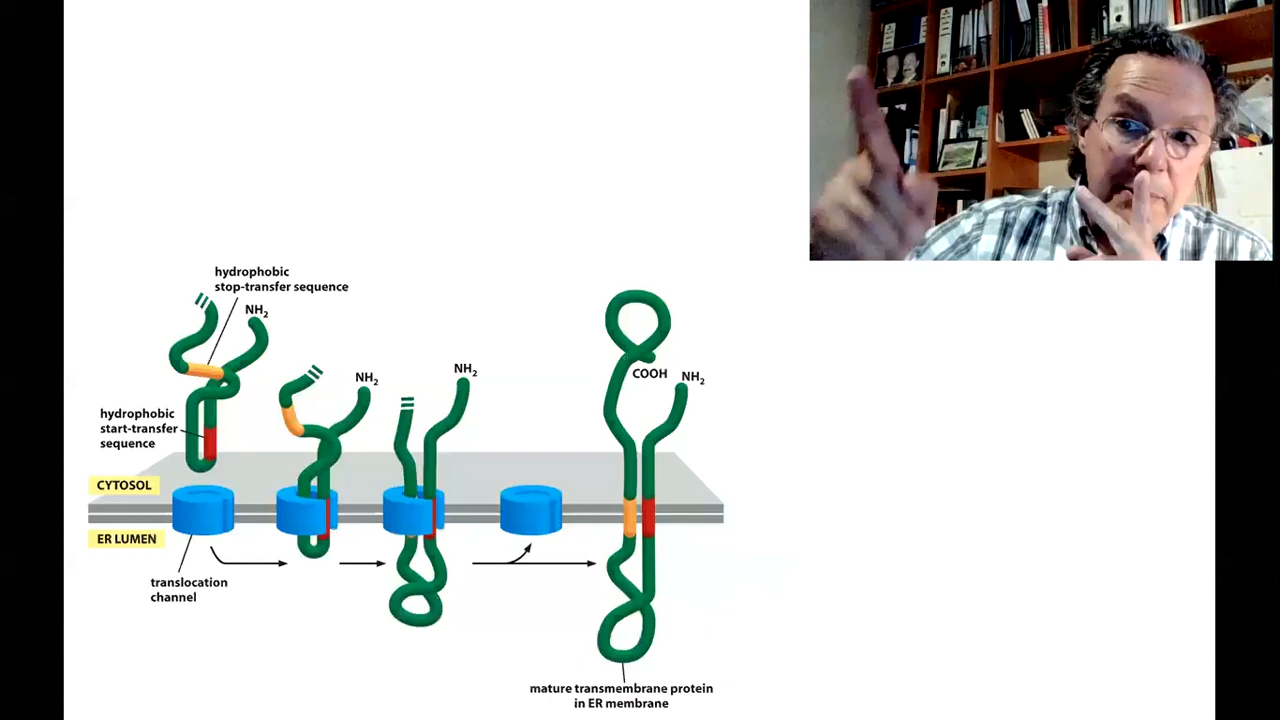 hydrophobic
stop-transfer sequence
NH2
NH2
NH2
COOH
NH2
hydrophobic
start-transfer
sequence
CYTOSOL
ER LUMEN
translocation
channel
mature transmembrane protein
in ER membrane